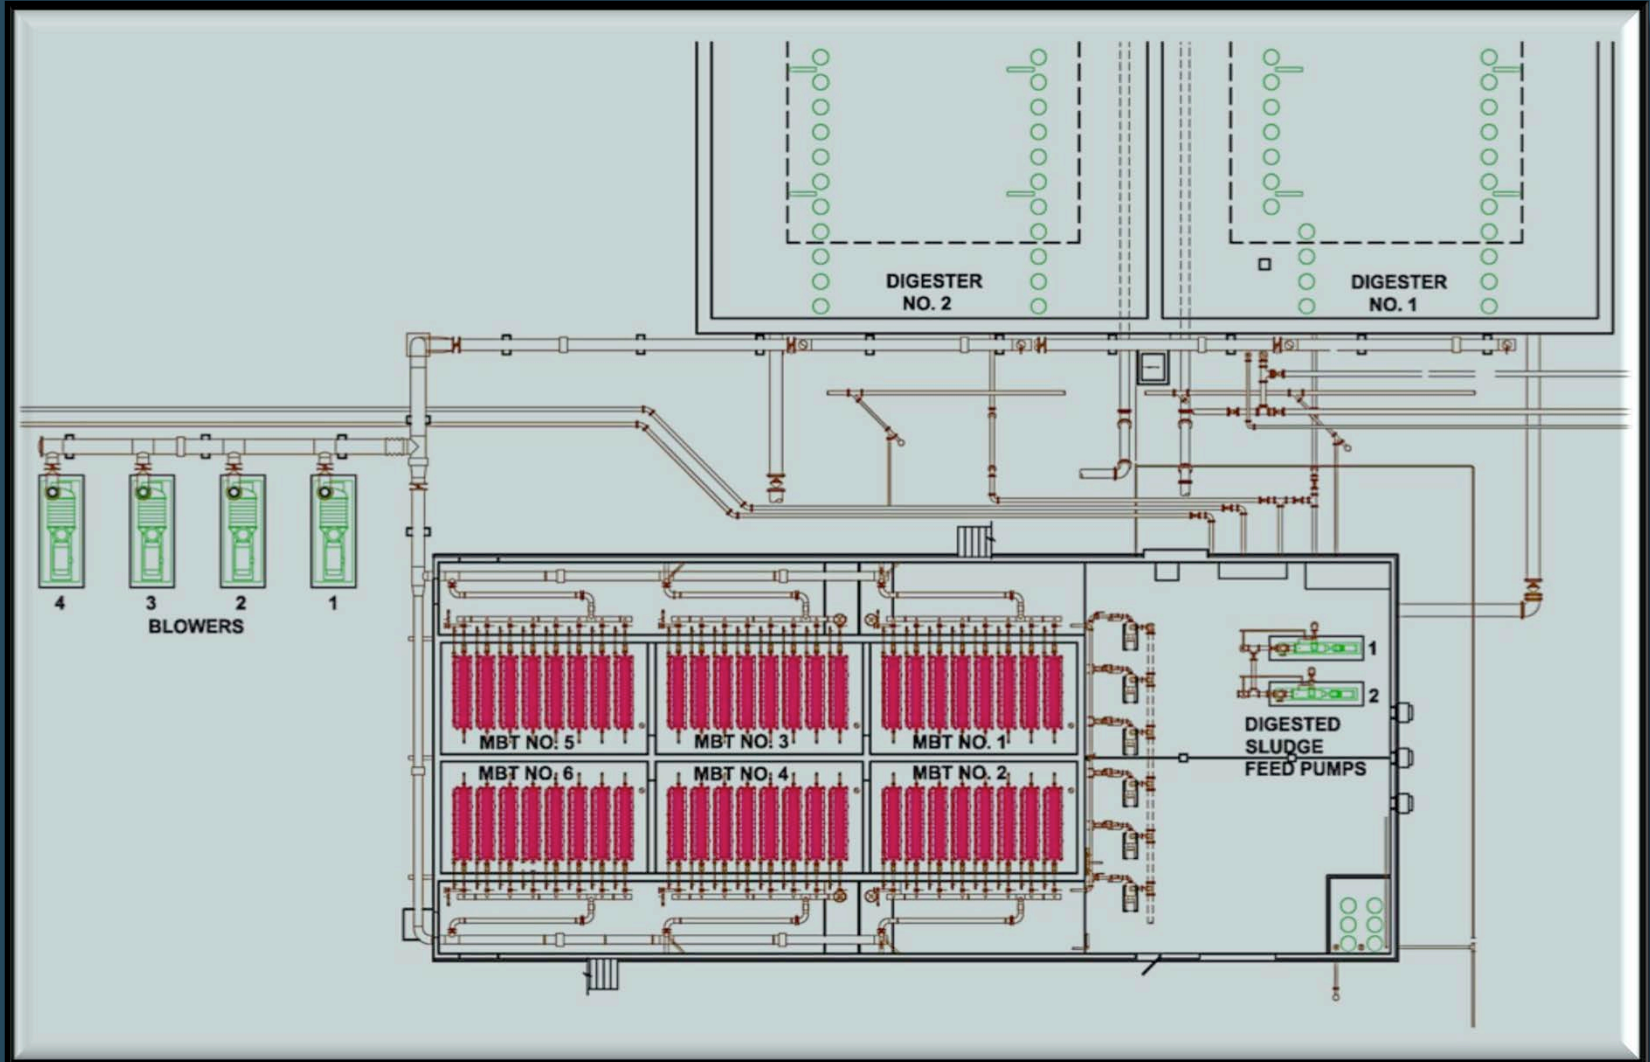 DIGESTER
NO. 2
DIGESTER
NO. 1
4
3
2
1
BLOWERS
1
2
DIGESTED
SLUDGE
FEED PUMPS
MBT NO. 5
MBT NO. 3
MBT NO. 1
MBT NO. 6
MBT NO. 4
MBT NO. 2